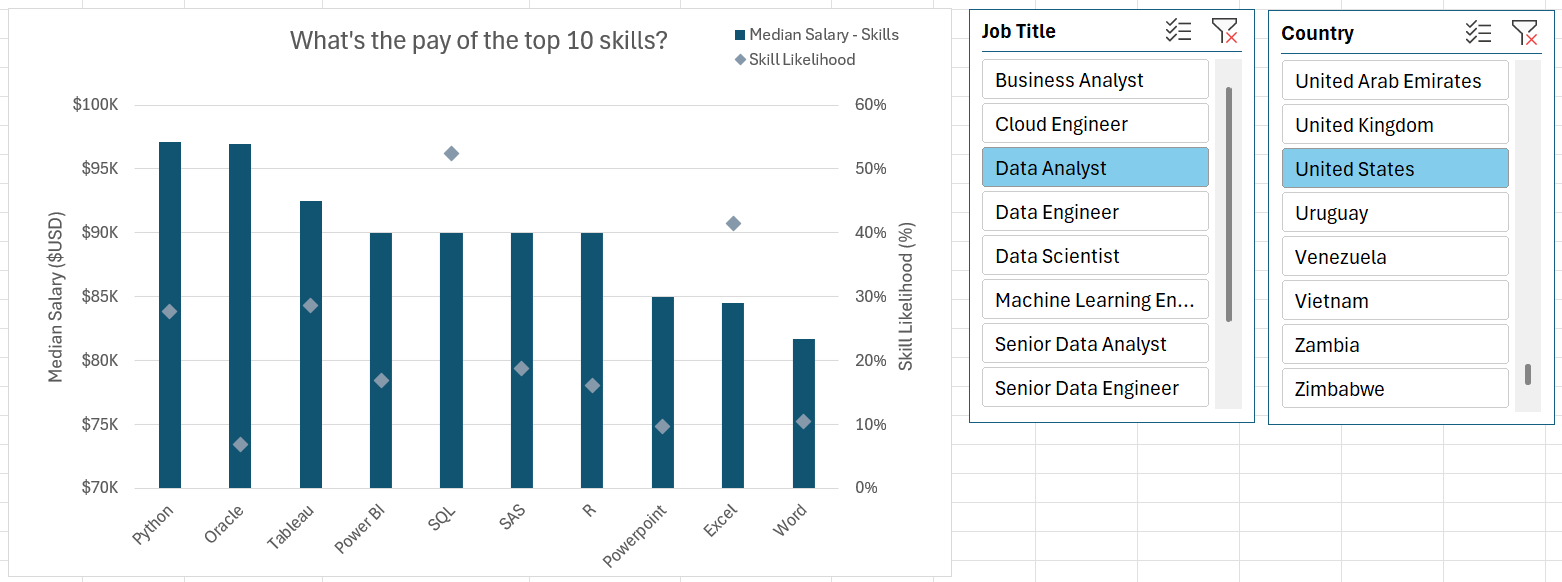 What's the pay of the top 10 skills?
Median Salary - Skills
Skill Likelihood
$100K
$95K
$90K
$85K
$80K
$75K
$70K
Median Salary ($USD)
60%
50%
40%
30%
20%
10%
0%
Skill Likelihood (%)
Python
Oracle
Tableau
Power BI
SQL
SAS
R
Powerpoint
Excel
Word
Job Title
Business Analyst
Cloud Engineer
Data Analyst
Data Engineer
Data Scientist
Machine Learning En...
Senior Data Analyst
Senior Data Engineer
Country
United Arab Emirates
United Kingdom
United States
Uruguay
Venezuela
Vietnam
Zambia
Zimbabwe